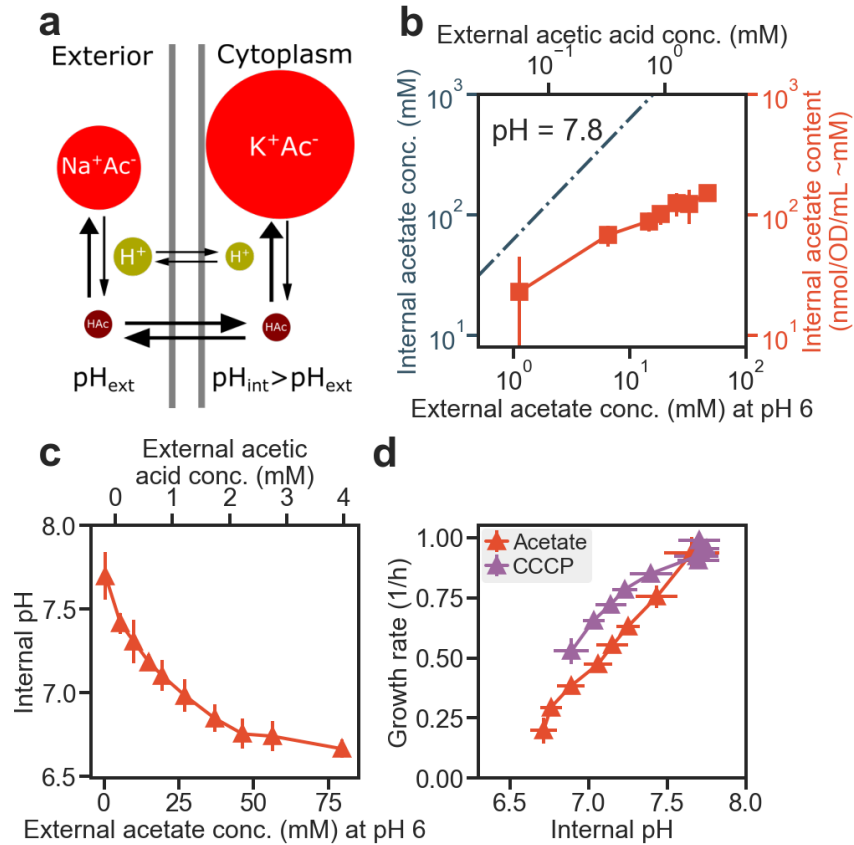 a
Exterior
Cytoplasm
Na⁺Ac⁻
K⁺Ac⁻
H⁺
H⁺
HAc
HAc
pH_ext
pH_int>pH_ext
b
External acetic acid conc. (mM)
10⁻¹ 10⁰
Internal acetate conc. (mM)
10³
10²
10¹
pH = 7.8
10³
10²
10¹
Internal acetate content
(nmol/OD/mL ~mM)
10⁰ 10¹ 10²
External acetate conc. (mM) at pH 6
c
External acetic
acid conc. (mM)
0 1 2 3 4
Internal pH
8.0
7.5
7.0
6.5
0 25 50 75
External acetate conc. (mM) at pH 6
d
Growth rate (1/h)
1.00
0.75
0.50
0.25
0.00
Acetate
CCCP
6.5 7.0 7.5 8.0
Internal pH